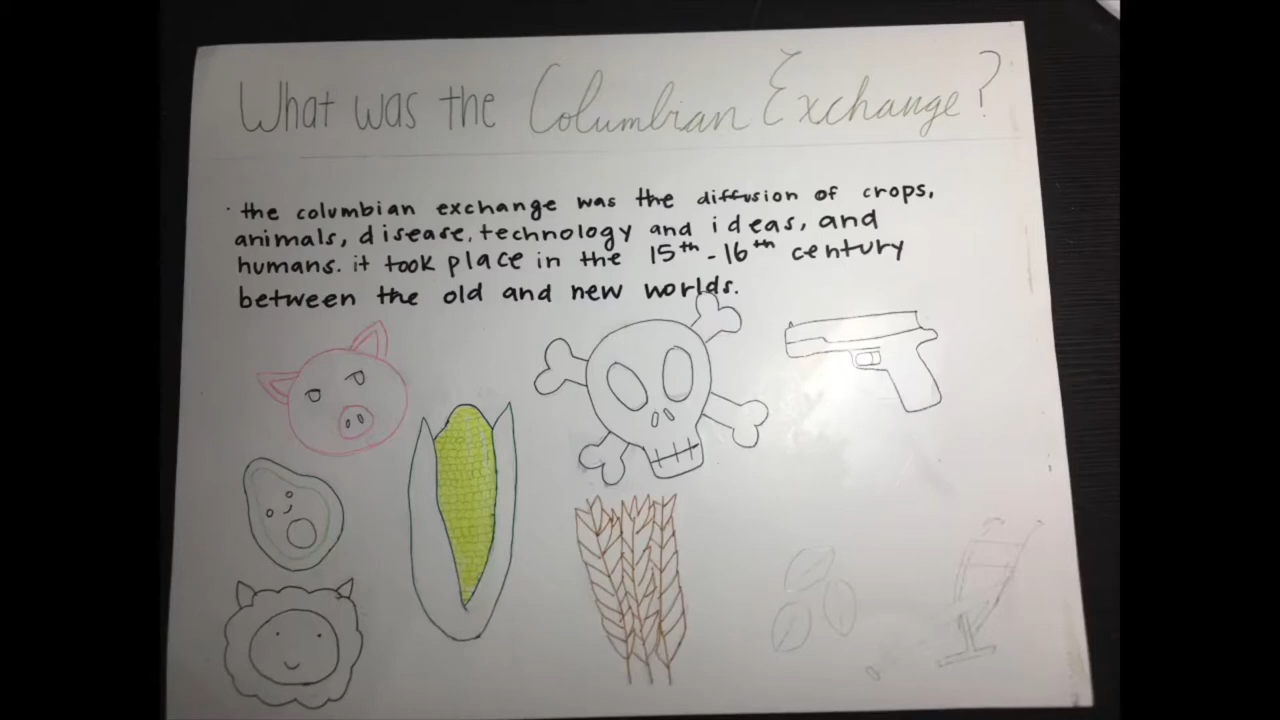 What was the Columbian Exchange?
· the columbian exchange was the diffusion of crops,
animals, disease, technology and ideas, and
humans. it took place in the 15th - 16th century
between the old and new worlds.